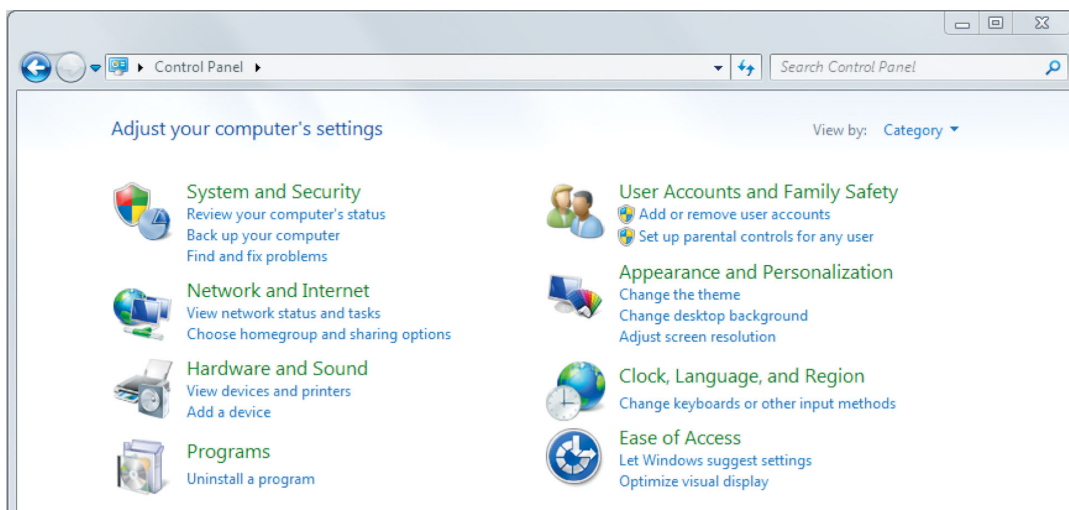 Control Panel
Search Control Panel
Adjust your computer's settings
View by: Category
System and Security
Review your computer's status
Back up your computer
Find and fix problems
Network and Internet
View network status and tasks
Choose homegroup and sharing options
Hardware and Sound
View devices and printers
Add a device
Programs
Uninstall a program
User Accounts and Family Safety
Add or remove user accounts
Set up parental controls for any user
Appearance and Personalization
Change the theme
Change desktop background
Adjust screen resolution
Clock, Language, and Region
Change keyboards or other input methods
Ease of Access
Let Windows suggest settings
Optimize visual display